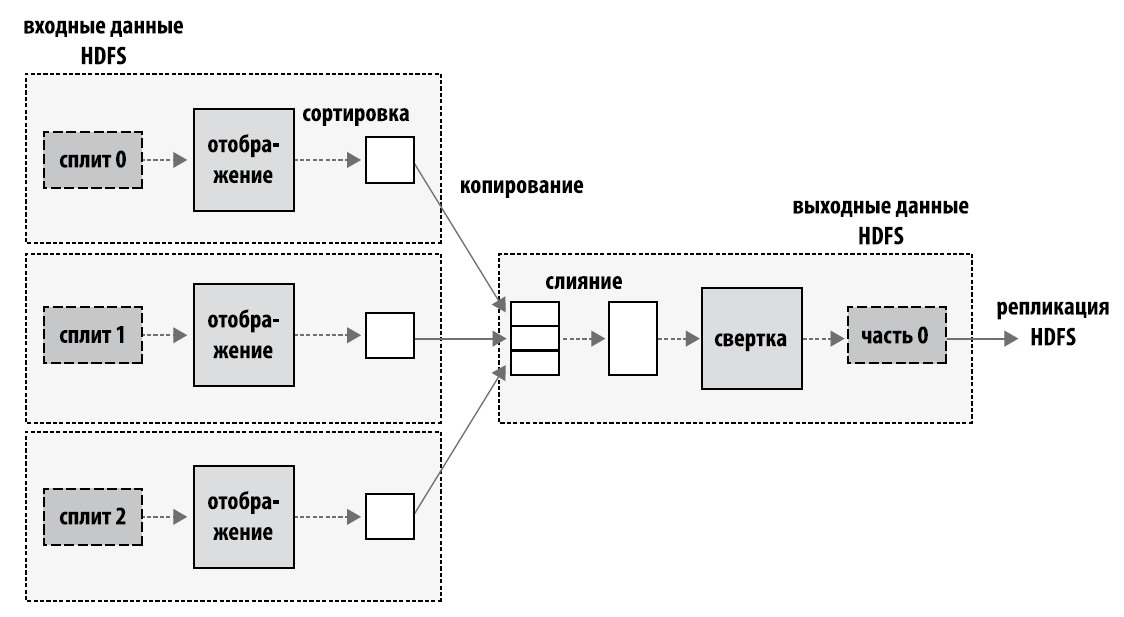 входные данные
HDFS
сортировка
сплит 0
отобра-
жение
копирование
выходные данные
HDFS
сплит 1
отобра-
жение
слияние
свертка
часть 0
репликация
HDFS
сплит 2
отобра-
жение